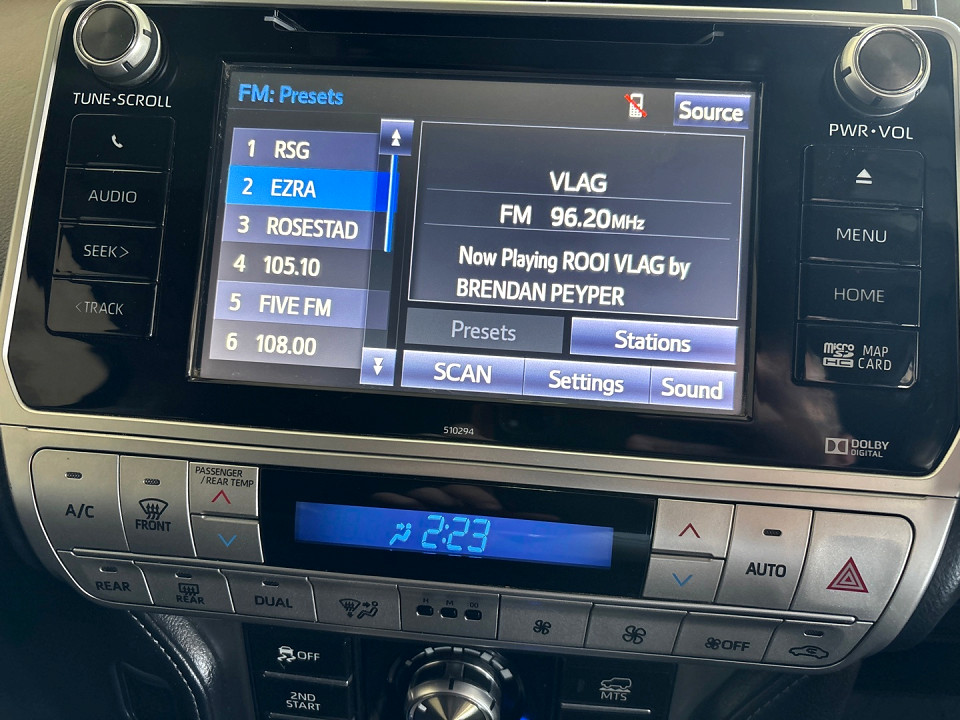 TUNE•SCROLL
AUDIO
SEEK>
<TRACK
FM: Presets
Source
1 RSG
2 EZRA
3 ROSESTAD
4 105.10
5 FIVE FM
6 108.00
VLAG
FM 96.20MHz
Now Playing ROOI VLAG by
BRENDAN PEYPER
Presets
Stations
SCAN
Settings
Sound
PWR•VOL
MENU
HOME
micro SD HC MAP
CARD
510294
DOLBY
DIGITAL
A/C
FRONT
PASSENGER
/REAR TEMP
2:23
AUTO
REAR
REAR
DUAL
H M
OFF
OFF
2ND
START
MTS